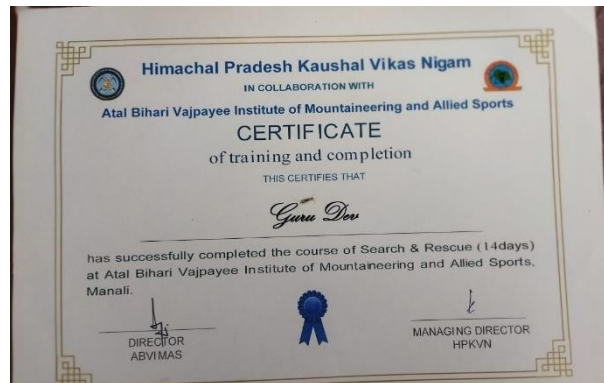 Himachal Pradesh Kaushal Vikas Nigam
IN COLLABORATION WITH
Atal Bihari Vajpayee Institute of Mountaineering and Allied Sports
CERTIFICATE
of training and completion
THIS CERTIFIES THAT
Guru Dev
has successfully completed the course of Search & Rescue (14days)
at Atal Bihari Vajpayee Institute of Mountaineering and Allied Sports,
Manali.
DIRECTOR
ABVIMAS
MANAGING DIRECTOR
HPKVN